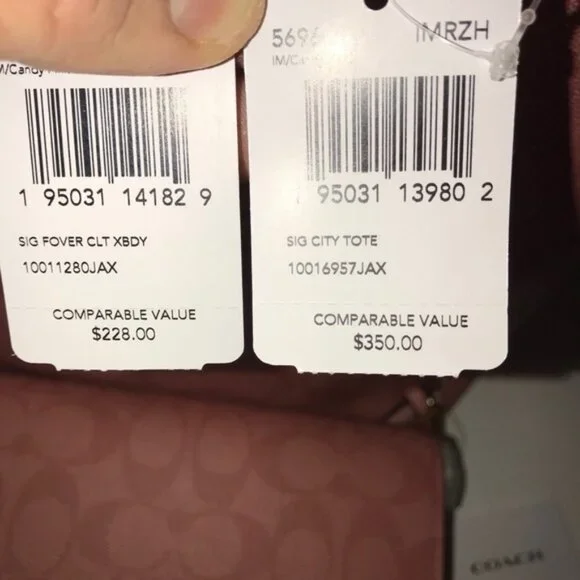 M/Candy
1 95031 14182 9
SIG FOVER CLT XBDY
10011280JAX
COMPARABLE VALUE
$228.00
IMRZH
95031 13980 2
SIG CITY TOTE
10016957JAX
COMPARABLE VALUE
$350.00
COACH